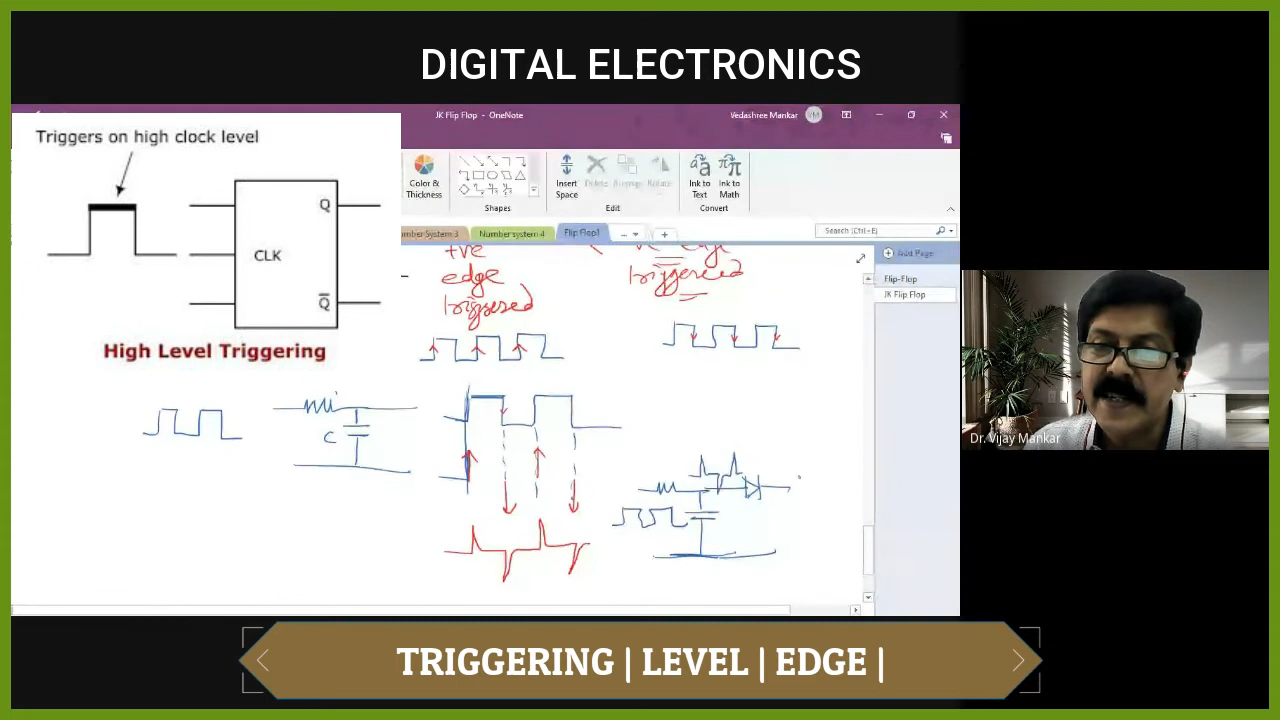 DIGITAL ELECTRONICS
JK Flip Flop - OneNote
Vedashree Mankar
VM
Triggers on high clock level
Q
CLK
Q̅
High Level Triggering
Color &
Thickness
Shapes
Insert
Space
Delete
Arrange
Rotate
Edit
Ink to
Text
Ink to
Math
Convert
Number System 3
Number system 4
Flip Flop1
...
Search (Ctrl+E)
Add Page
Flip-Flop
JK Flip Flop
+ve
edge
triggered
-ve edge
triggered
C
Dr. Vijay Mankar
TRIGGERING | LEVEL | EDGE |